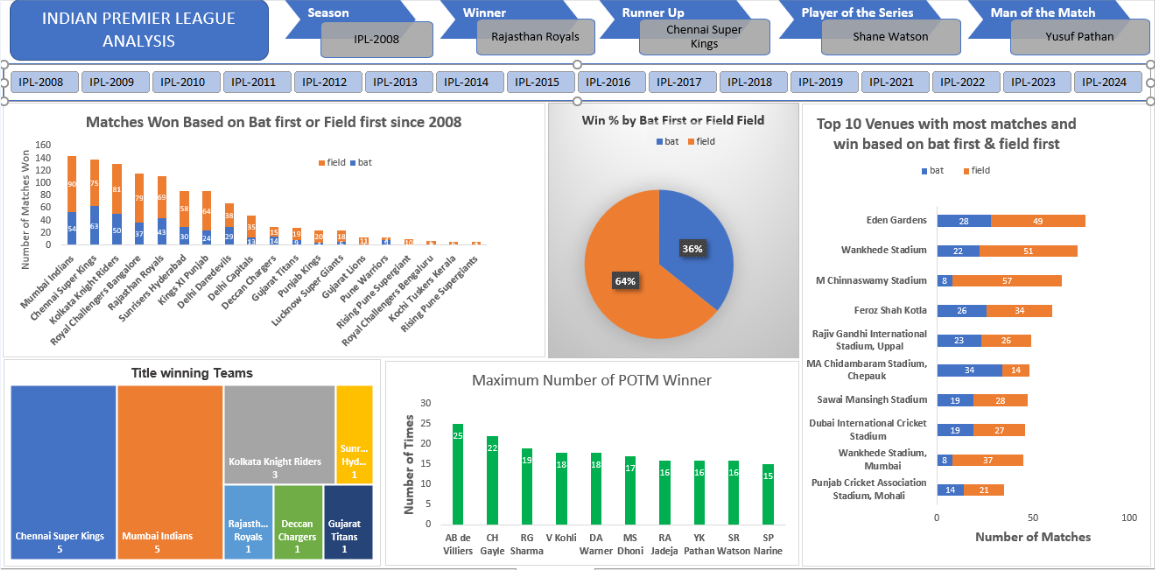 INDIAN PREMIER LEAGUE
ANALYSIS
Season
IPL-2008
Winner
Rajasthan Royals
Runner Up
Chennai Super
Kings
Player of the Series
Shane Watson
Man of the Match
Yusuf Pathan
IPL-2008 IPL-2009 IPL-2010 IPL-2011 IPL-2012 IPL-2013 IPL-2014 IPL-2015 IPL-2016 IPL-2017 IPL-2018 IPL-2019 IPL-2021 IPL-2022 IPL-2023 IPL-2024
Matches Won Based on Bat first or Field first since 2008
field bat
Number of Matches Won
160
140
120
100
80
60
40
20
0
90 75 81 79 69 58 64 38 35 15 19 20 18 11 10
54 63 50 37 43 30 24 29 13 14 9
Mumbai Indians
Chennai Super Kings
Kolkata Knight Riders
Royal Challengers Bangalore
Rajasthan Royals
Sunrisers Hyderabad
Kings XI Punjab
Delhi Daredevils
Delhi Capitals
Deccan Chargers
Gujarat Titans
Punjab Kings
Lucknow Super Giants
Gujarat Lions
Pune Warriors
Rising Pune Supergiant
Royal Challengers Bengaluru
Kochi Tuskers Kerala
Rising Pune Supergiants
Win % by Bat First or Field Field
bat field
36%
64%
Top 10 Venues with most matches and
win based on bat first & field first
bat field
Eden Gardens
28 49
Wankhede Stadium
22 51
M Chinnaswamy Stadium
8 57
Feroz Shah Kotla
26 34
Rajiv Gandhi International
Stadium, Uppal
23 26
MA Chidambaram Stadium,
Chepauk
34 14
Sawai Mansingh Stadium
19 28
Dubai International Cricket
Stadium
19 27
Wankhede Stadium,
Mumbai
8 37
Punjab Cricket Association
Stadium, Mohali
14 21
0 50 100
Number of Matches
Title winning Teams
Chennai Super Kings
5
Mumbai Indians
5
Kolkata Knight Riders
3
Sunr...
Hyd...
1
Rajasth...
Royals
1
Deccan
Chargers
1
Gujarat
Titans
1
Maximum Number of POTM Winner
Number of Times
30
25
20
15
10
5
0
25 22 19 18 18 17 16 16 16 15
AB de
Villiers
CH
Gayle
RG
Sharma
V Kohli
DA
Warner
MS
Dhoni
RA
Jadeja
YK
Pathan
SR
Watson
SP
Narine